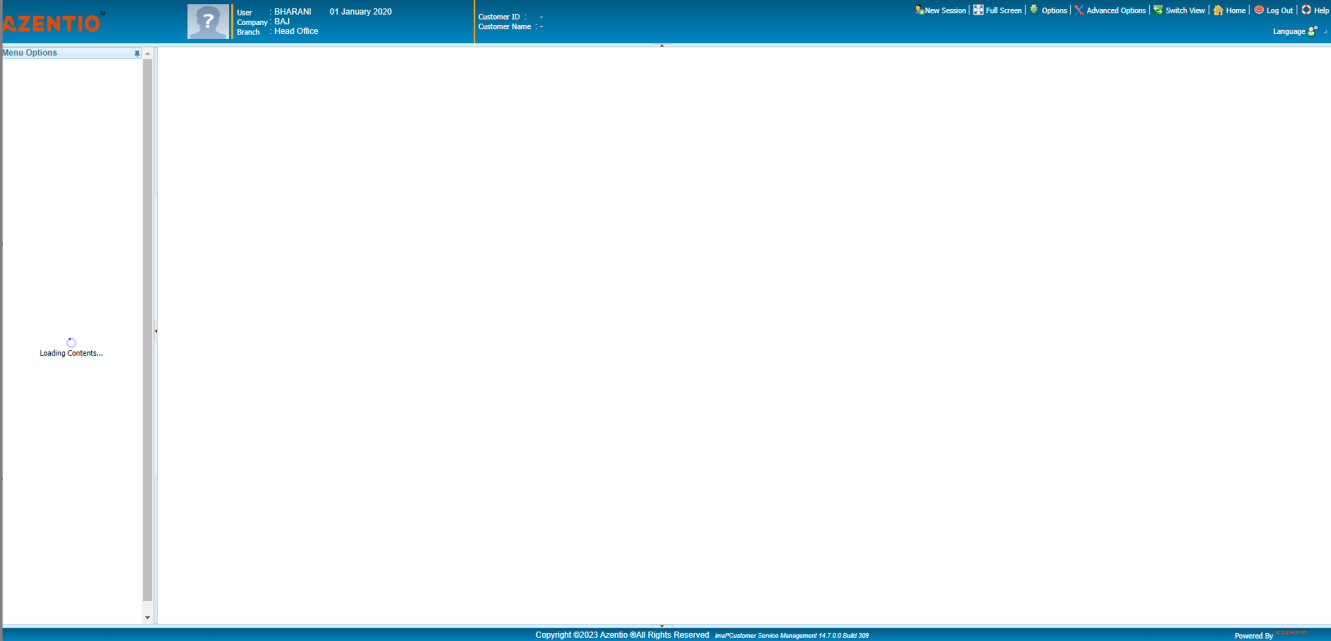 AZENTIO™
User : BHARANI 01 January 2020
Company : BAJ
Branch : Head Office
Customer ID : -
Customer Name : -
New Session | Full Screen | Options | Advanced Options | Switch View | Home | Log Out | Help
Language
Menu Options
Loading Contents...
Copyright ©2023 Azentio ®All Rights Reserved imal®Customer Service Management 14.7.0.0 Build 309
Powered By AZENTIO